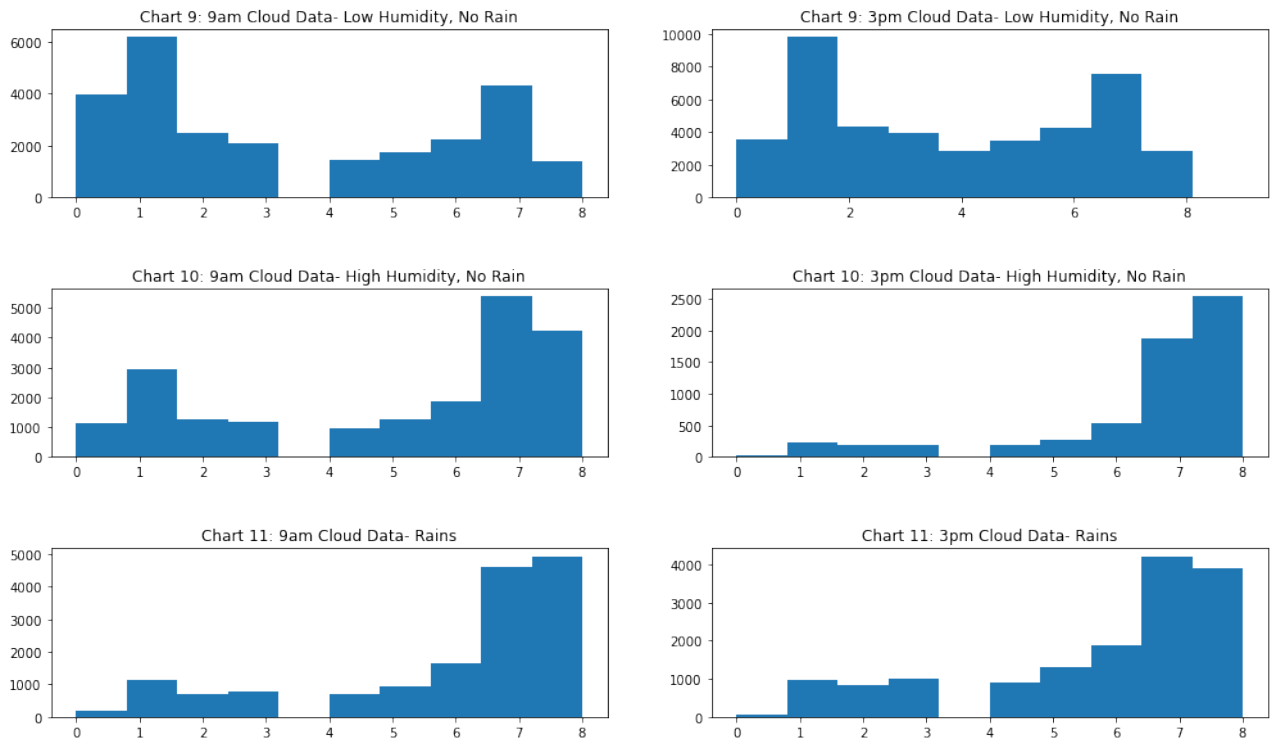 Chart 9: 9am Cloud Data- Low Humidity, No Rain
6000
4000
2000
0
0 1 2 3 4 5 6 7 8
Chart 9: 3pm Cloud Data- Low Humidity, No Rain
10000
8000
6000
4000
2000
0
0 2 4 6 8
Chart 10: 9am Cloud Data- High Humidity, No Rain
5000
4000
3000
2000
1000
0
0 1 2 3 4 5 6 7 8
Chart 10: 3pm Cloud Data- High Humidity, No Rain
2500
2000
1500
1000
500
0
0 1 2 3 4 5 6 7 8
Chart 11: 9am Cloud Data- Rains
5000
4000
3000
2000
1000
0
0 1 2 3 4 5 6 7 8
Chart 11: 3pm Cloud Data- Rains
4000
3000
2000
1000
0
0 1 2 3 4 5 6 7 8